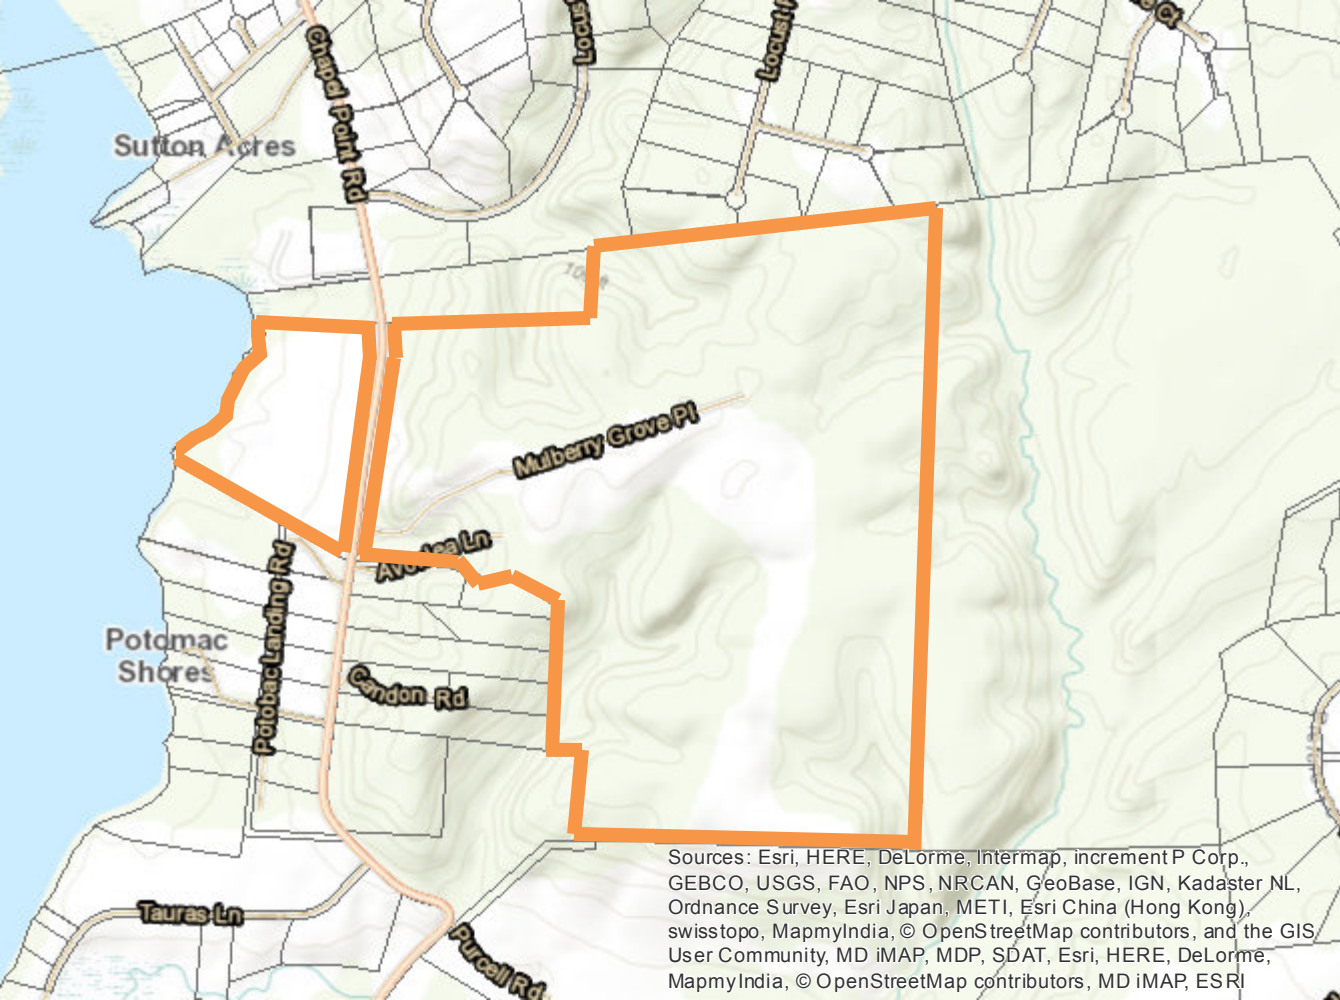 Chapel Point Rd
Sutton Acres
Mulberry Grove Pl
Potobac Landing Rd
Potomac
Shores
Candon Rd
Tauras Ln
Purcell Rd
Sources: Esri, HERE, DeLorme, Intermap, increment P Corp.,
GEBCO, USGS, FAO, NPS, NRCAN, GeoBase, IGN, Kadaster NL,
Ordnance Survey, Esri Japan, METI, Esri China (Hong Kong),
swisstopo, MapmyIndia, © OpenStreetMap contributors, and the GIS
User Community, MD iMAP, MDP, SDAT, Esri, HERE, DeLorme,
MapmyIndia, © OpenStreetMap contributors, MD iMAP, ESRI